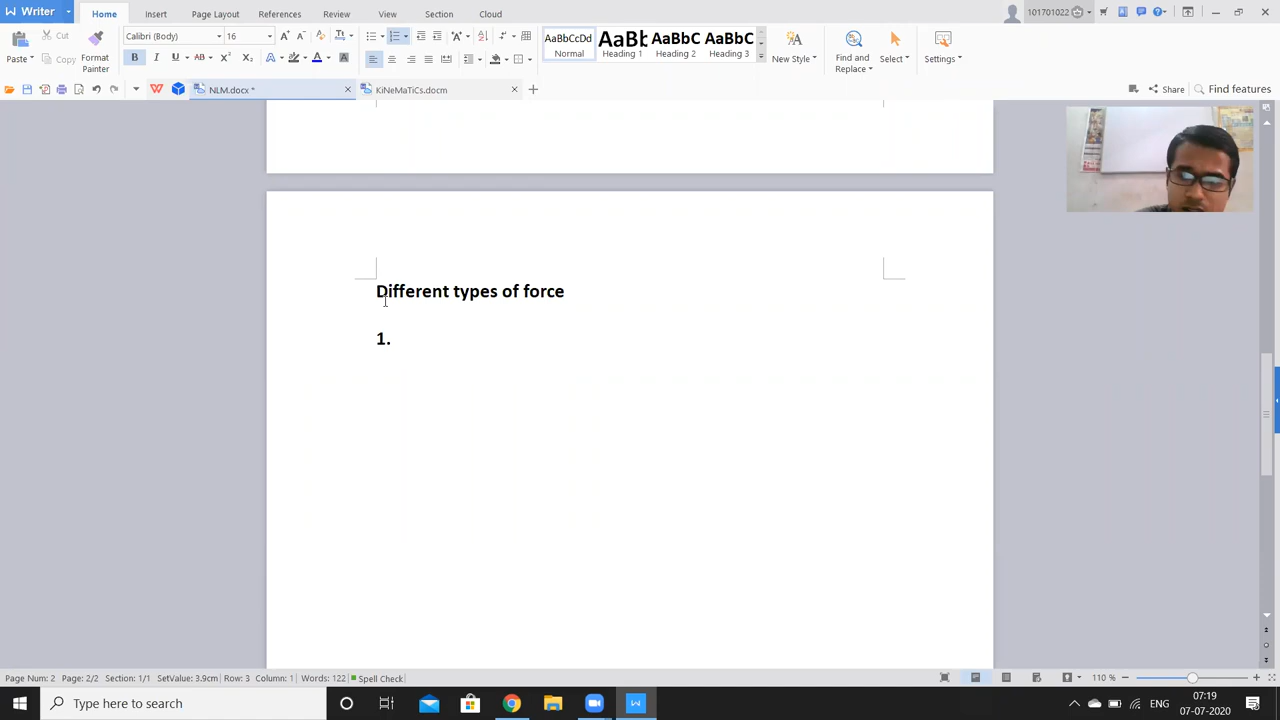 Writer
Home Insert Page Layout References Review View Section Cloud 101701022
Paste Cut Copy Format Painter Calibri (Body) 16 AaBbCcDd Normal AaBb Heading 1 AaBbC Heading 2 AaBbC Heading 3 New Style Find and Replace Select Settings
NLM.docx * KiNeMaTiCs.docm Share Find features
Different types of force
1.
Page Num: 2 Page: 2/2 Section: 1/1 SetValue: 3.9cm Row: 3 Column: 1 Words: 122 Spell Check 110 %
Type here to search ENG 07:19
07-07-2020